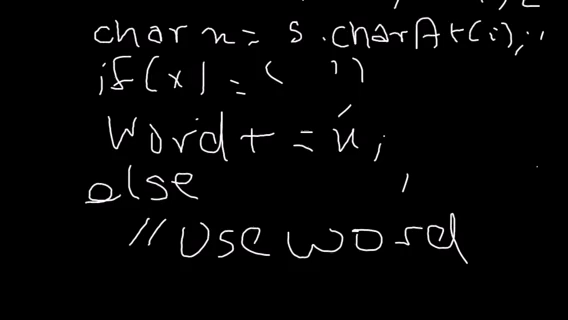 char x = s.charAt(i);
if(x != ' ')
word += x;
else
// use word